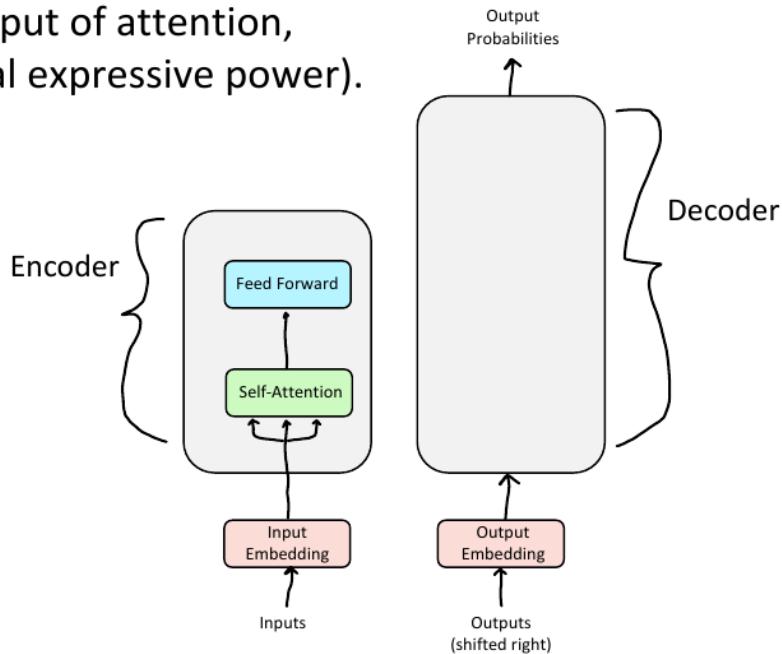 put of attention,
al expressive power).
Output
Probabilities
Decoder
Encoder
Feed Forward
Self-Attention
Input
Embedding
Output
Embedding
Inputs
Outputs
(shifted right)